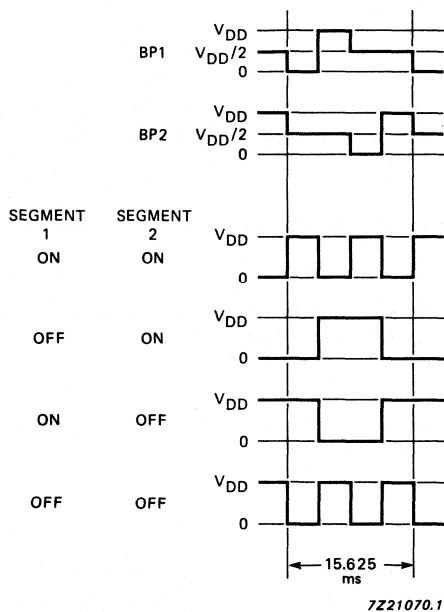 VDD
BP1 VDD/2
0
VDD
BP2 VDD/2
0
SEGMENT SEGMENT
1 2 VDD
ON ON
0
VDD
OFF ON
0
VDD
ON OFF
0
VDD
OFF OFF
0
15.625
ms
7Z21070.1